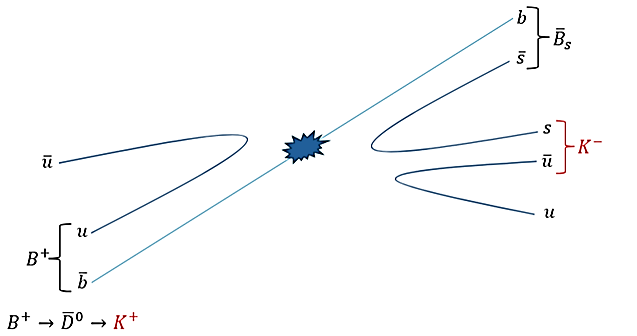 b
B̄ₛ
s̄
s
K⁻
ū
u
ū
u
B⁺
b̄
B⁺ → D̄⁰ → K⁺